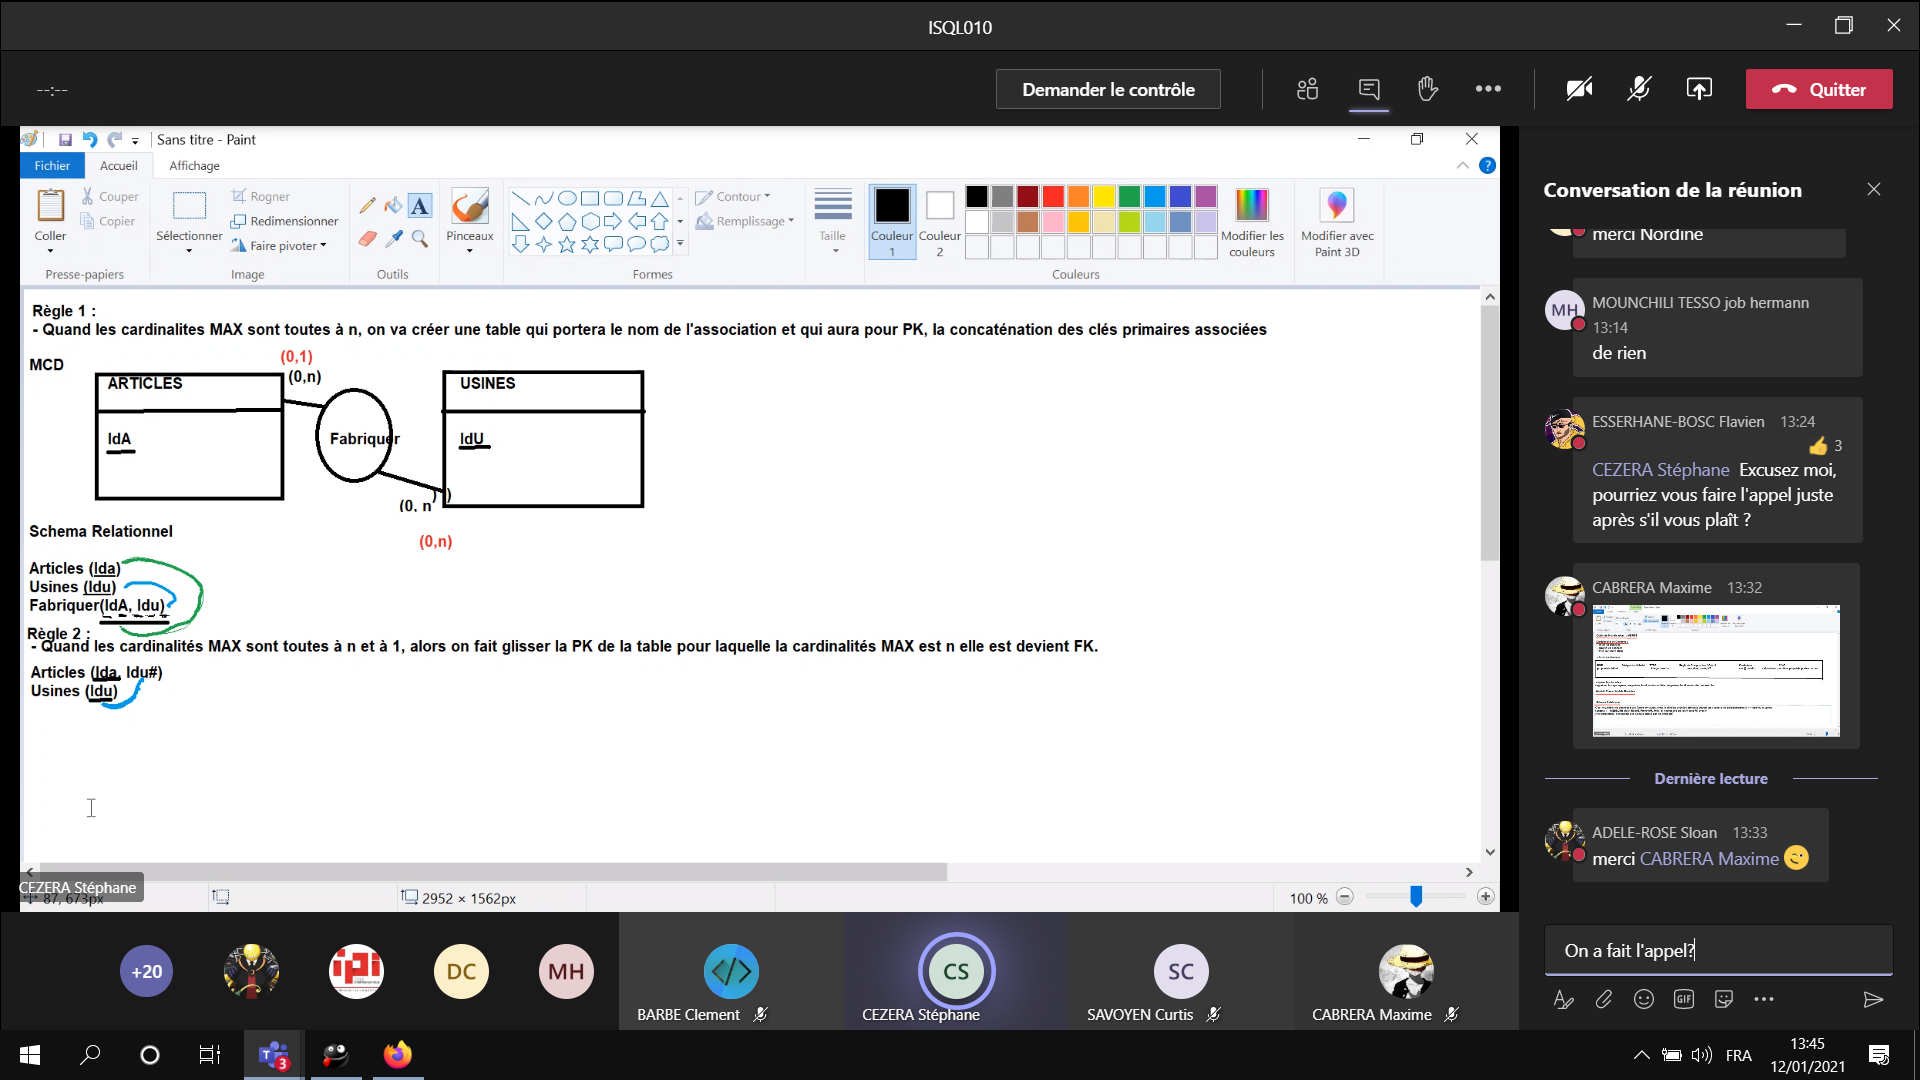 ISQL010
--:--
Demander le contrôle
Quitter
Sans titre - Paint
Fichier
Accueil
Affichage
Coller
Couper
Copier
Presse-papiers
Sélectionner
Rogner
Redimensionner
Faire pivoter
Image
A
Outils
Pinceaux
Contour
Remplissage
Formes
Taille
Couleur 1
Couleur 2
Modifier les couleurs
Couleurs
Modifier avec Paint 3D
Règle 1 :
- Quand les cardinalites MAX sont toutes à n, on va créer une table qui portera le nom de l'association et qui aura pour PK, la concaténation des clés primaires associées
MCD
(0,1)
(0,n)
ARTICLES
IdA
Fabriquer
USINES
IdU
(0, n
) )
(0,n)
Schema Relationnel
Articles (Ida)
Usines (Idu)
Fabriquer(IdA, Idu)
Règle 2 :
- Quand les cardinalités MAX sont toutes à n et à 1, alors on fait glisser la PK de la table pour laquelle la cardinalités MAX est n elle est devient FK.
Articles (Ida, Idu#)
Usines (Idu)
CEZERA Stéphane
87, 673px
2952 × 1562px
100 %
Conversation de la réunion
merci Nordine
MH
MOUNCHILI TESSO job hermann
13:14
de rien
ESSERHANE-BOSC Flavien 13:24
3
CEZERA Stéphane Excusez moi,
pourriez vous faire l'appel juste
après s'il vous plaît ?
CABRERA Maxime 13:32
Dernière lecture
ADELE-ROSE Sloan 13:33
merci CABRERA Maxime
On a fait l'appel?
GIF
+20
ipi
DC
MH
BARBE Clement
CS
CEZERA Stéphane
SC
SAVOYEN Curtis
CABRERA Maxime
3
FRA
13:45
12/01/2021